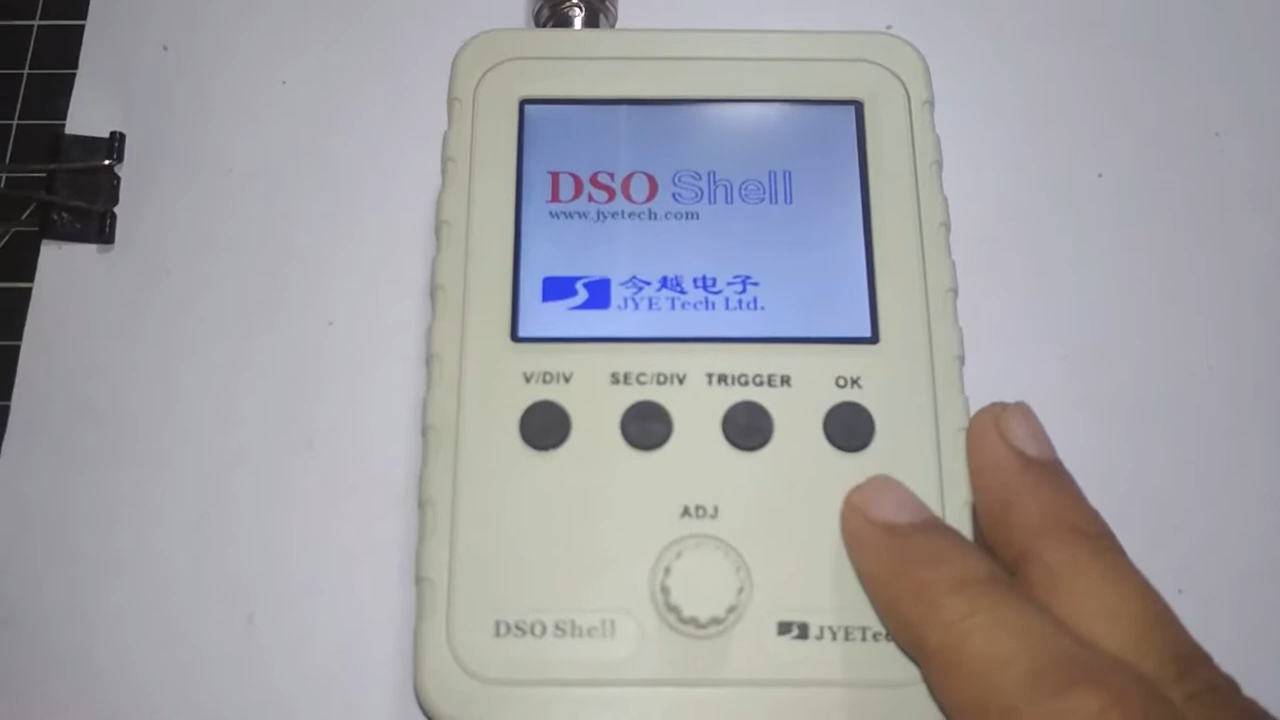 DSO Shell
www.jyetech.com
今越电子
JYE Tech Ltd.
V/DIV SEC/DIV TRIGGER OK
ADJ
DSO Shell